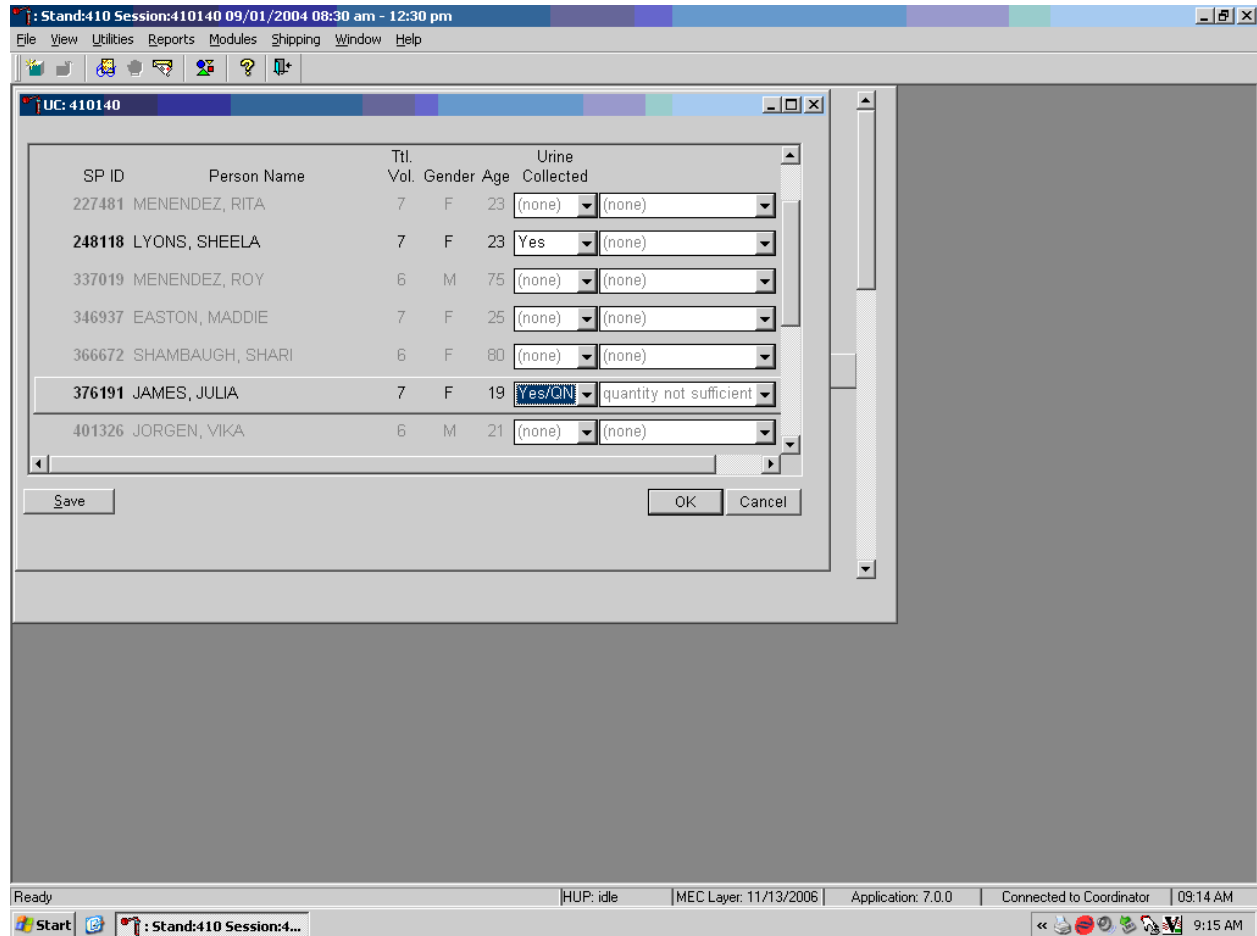 : Stand:410 Session:410140 09/01/2004 08:30 am - 12:30 pm
File View Utilities Reports Modules Shipping Window Help
UC: 410140
Ttl. Urine
SP ID Person Name Vol. Gender Age Collected
227481 MENENDEZ, RITA 7 F 23 (none) (none)
248118 LYONS, SHEELA 7 F 23 Yes (none)
337019 MENENDEZ, ROY 6 M 75 (none) (none)
346937 EASTON, MADDIE 7 F 25 (none) (none)
366672 SHAMBAUGH, SHARI 6 F 80 (none) (none)
376191 JAMES, JULIA 7 F 19 Yes/QN quantity not sufficient
401326 JORGEN, VIKA 6 M 21 (none) (none)
Save OK Cancel
Ready HUP: idle MEC Layer: 11/13/2006 Application: 7.0.0 Connected to Coordinator 09:14 AM
Start : Stand:410 Session:4... « 9:15 AM